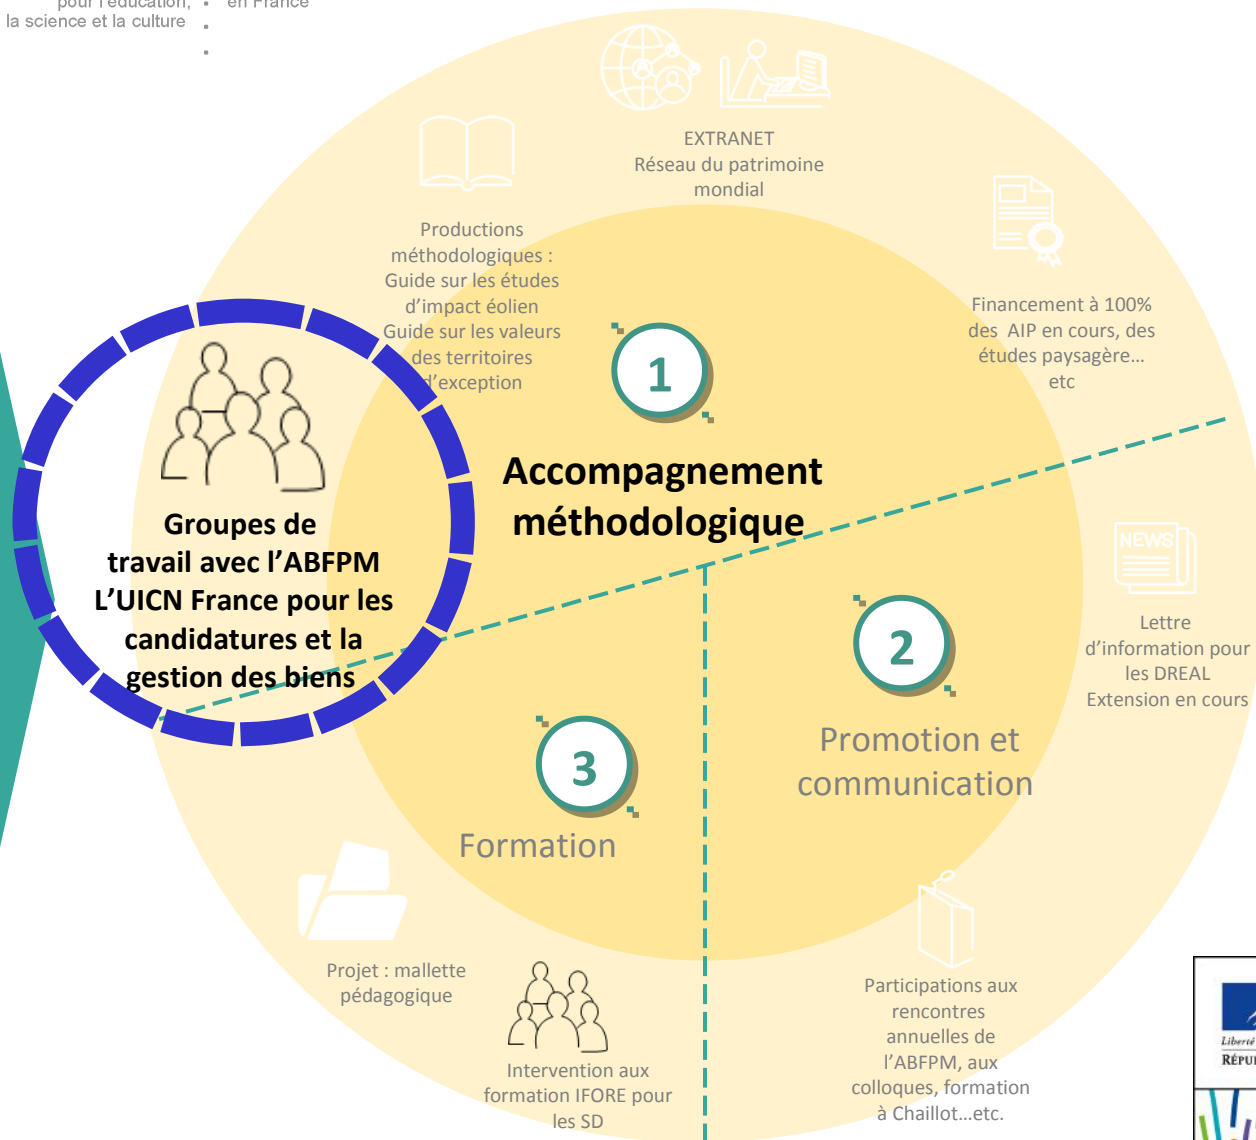 pour l'éducation,
la science et la culture
en France
EXTRANET
Réseau du patrimoine
mondial
Productions
méthodologiques :
Guide sur les études
d'impact éolien
Guide sur les valeurs
des territoires
d'exception
Financement à 100%
des AIP en cours, des
études paysagère...
etc
1
Accompagnement
méthodologique
Groupes de
travail avec l'ABFPM
L'UICN France pour les
candidatures et la
gestion des biens
NEWS
Lettre
d'information pour
les DREAL
Extension en cours
2
Promotion et
communication
3
Formation
Projet : mallette
pédagogique
Intervention aux
formation IFORE pour
les SD
Participations aux
rencontres
annuelles de
l'ABFPM, aux
colloques, formation
à Chaillot...etc.
Liberté